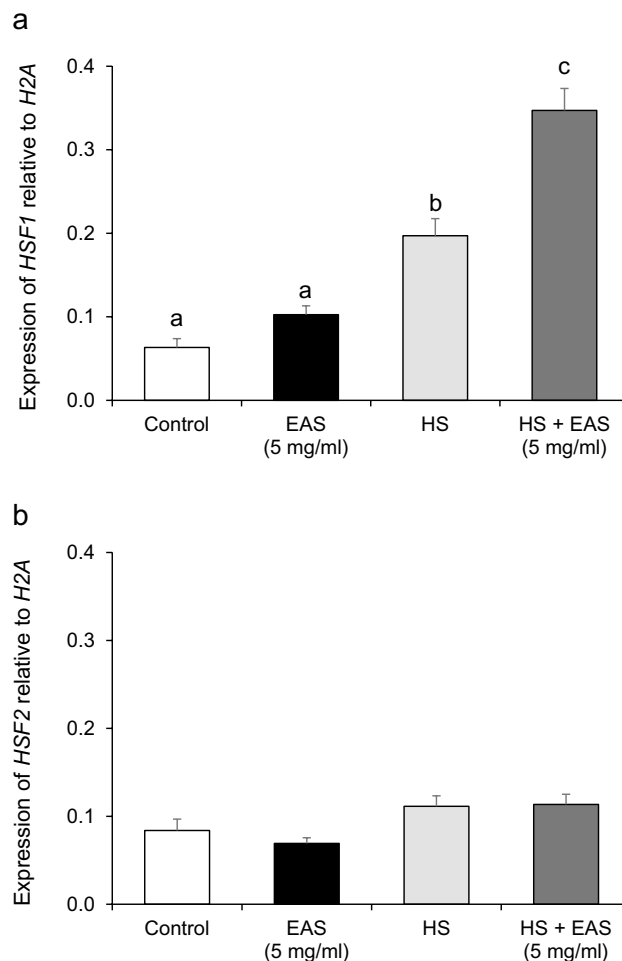 a
Expression of HSF1 relative to H2A
0.4
0.3
0.2
0.1
0.0
a
a
b
c
Control
EAS
(5 mg/ml)
HS
HS + EAS
(5 mg/ml)
b
Expression of HSF2 relative to H2A
0.4
0.3
0.2
0.1
0.0
Control
EAS
(5 mg/ml)
HS
HS + EAS
(5 mg/ml)